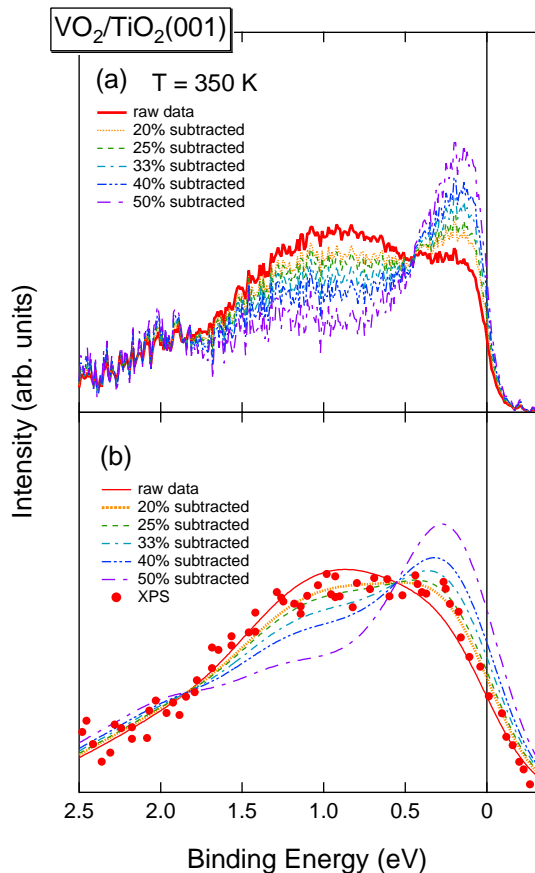 VO2/TiO2(001)
(a) T = 350 K
raw data
20% subtracted
25% subtracted
33% subtracted
40% subtracted
50% subtracted
Intensity (arb. units)
(b)
raw data
20% subtracted
25% subtracted
33% subtracted
40% subtracted
50% subtracted
XPS
2.5 2.0 1.5 1.0 0.5 0
Binding Energy (eV)